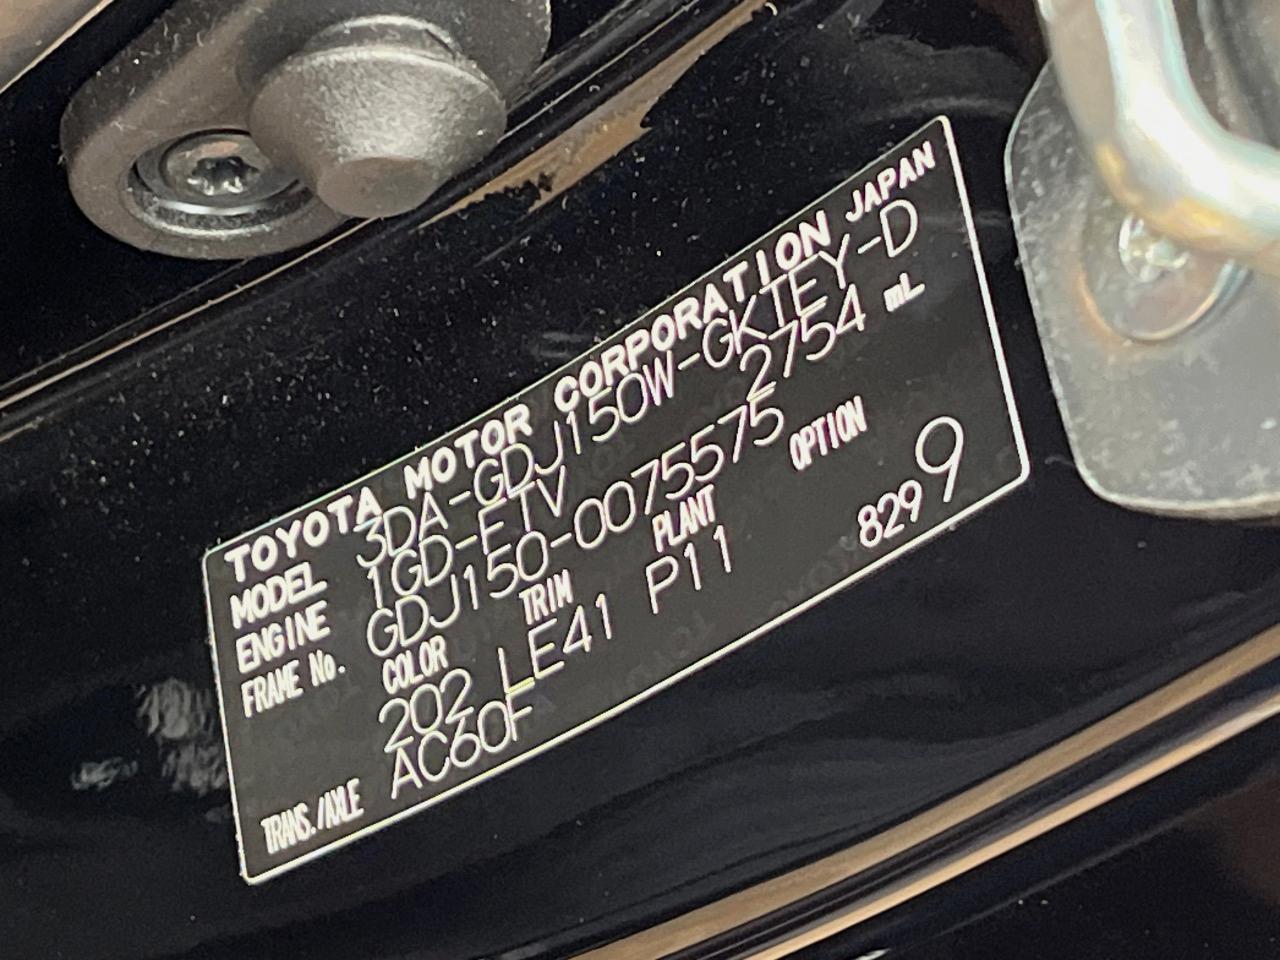 TOYOTA MOTOR CORPORATION JAPAN
MODEL 3DA-GDJ150W-GKTEY-D
ENGINE 1GD-FTV 2754 mL
FRAME No. GDJ150-0075575
COLOR TRIM PLANT OPTION
202 LE41 P11
TRANS./AXLE AC60F
829 9